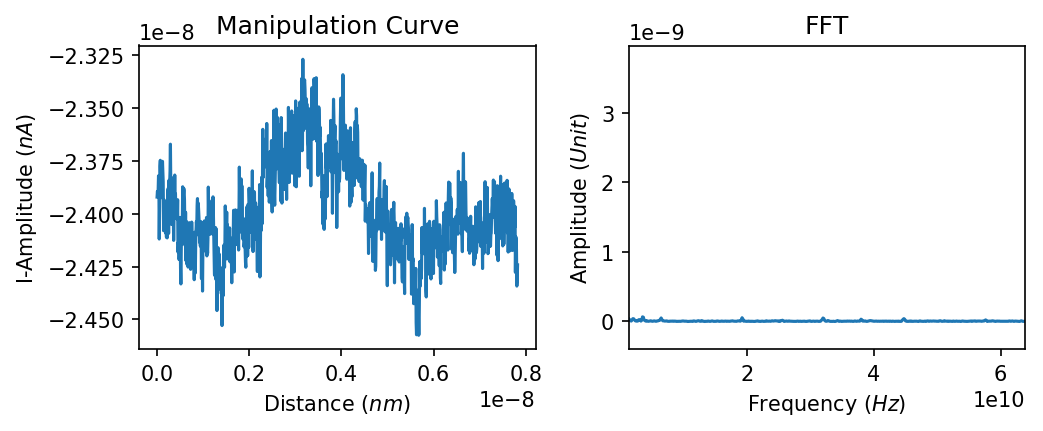 Manipulation Curve
1e−8
−2.325
−2.350
−2.375
−2.400
−2.425
−2.450
I-Amplitude (nA)
0.0 0.2 0.4 0.6 0.8
1e−8
Distance (nm)
FFT
1e−9
3
2
1
0
Amplitude (Unit)
2 4 6
1e10
Frequency (Hz)